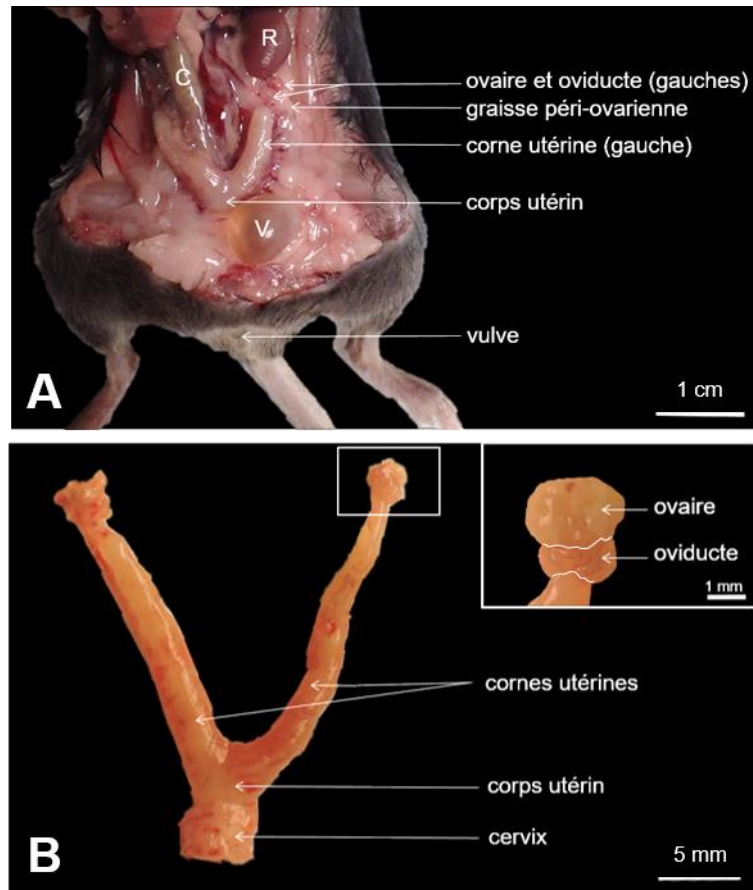 R
C
ovaire et oviducte (gauches)
graisse péri-ovarienne
corne utérine (gauche)
corps utérin
V
vulve
A
1 cm
ovaire
oviducte
1 mm
cornes utérines
corps utérin
cervix
B
5 mm